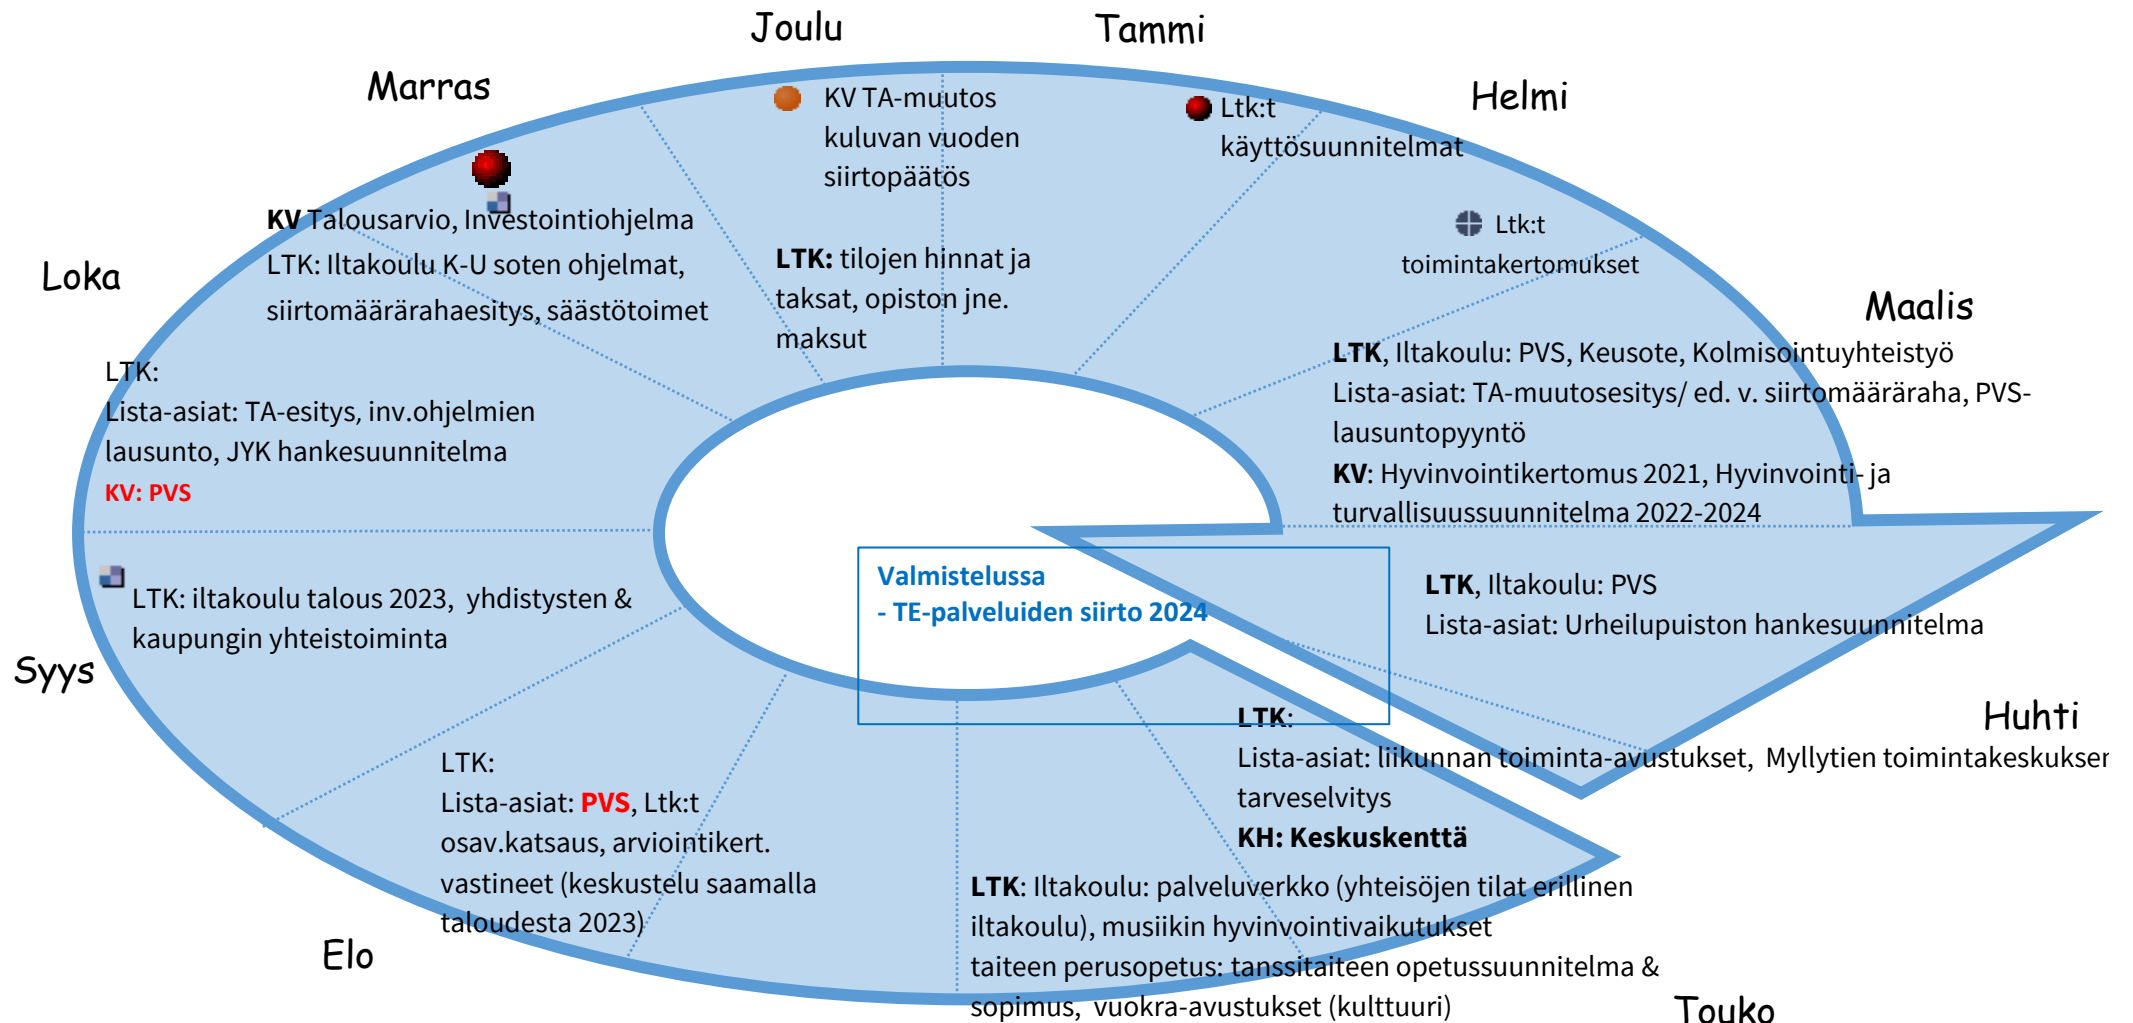 Joulu
Tammi
Marras
Helmi
KV TA-muutos
kuluvan vuoden
siirtopäätös
Ltk:t
käyttösuunnitelmat
KV Talousarvio, Investointiohjelma
LTK: Iltakoulu K-U soten ohjelmat,
siirtomäärärahaesitys, säästötoimet
Ltk:t
toimintakertomukset
LTK: tilojen hinnat ja
taksat, opiston jne.
maksut
Loka
Maalis
LTK:
Lista-asiat: TA-esitys, inv.ohjelmien
lausunto, JYK hankesuunnitelma
KV: PVS
LTK, Iltakoulu: PVS, Keusote, Kolmisointuyhteistyö
Lista-asiat: TA-muutosesitys/ ed. v. siirtomääräraha, PVS-
lausuntopyyntö
KV: Hyvinvointikertomus 2021, Hyvinvointi- ja
turvallisuussuunnitelma 2022-2024
Valmistelussa
- TE-palveluiden siirto 2024
LTK, Iltakoulu: PVS
Lista-asiat: Urheilupuiston hankesuunnitelma
LTK: iltakoulu talous 2023,  yhdistysten &
kaupungin yhteistoiminta
Syys
Huhti
LTK:
Lista-asiat: liikunnan toiminta-avustukset,  Myllytien toimintakeskuksen
tarveselvitys
KH: Keskuskenttä
LTK:
Lista-asiat: PVS, Ltk:t
osav.katsaus, arviointikert.
vastineet (keskustelu saamalla
taloudesta 2023)
LTK: Iltakoulu: palveluverkko (yhteisöjen tilat erillinen
iltakoulu), musiikin hyvinvointivaikutukset
taiteen perusopetus: tanssitaiteen opetussuunnitelma &
sopimus,  vuokra-avustukset (kulttuuri)
Elo
Touko